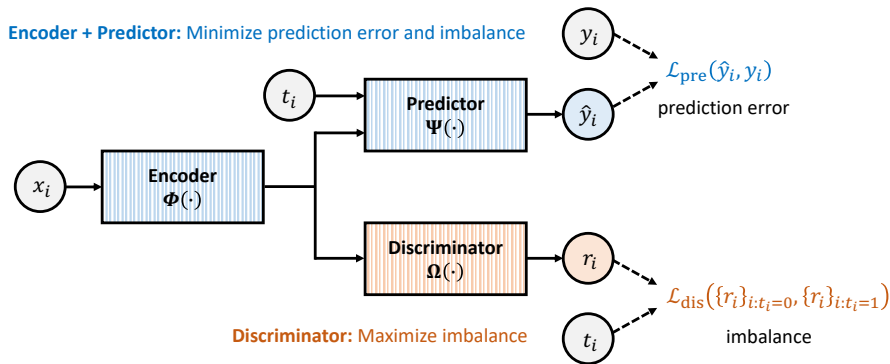 Encoder + Predictor: Minimize prediction error and imbalance
y_i
ℒ_pre(ŷ_i, y_i)
prediction error
t_i
Predictor
Ψ(·)
ŷ_i
x_i
Encoder
Φ(·)
Discriminator
Ω(·)
r_i
ℒ_dis({r_i}_{i:t_i=0}, {r_i}_{i:t_i=1})
imbalance
Discriminator: Maximize imbalance
t_i